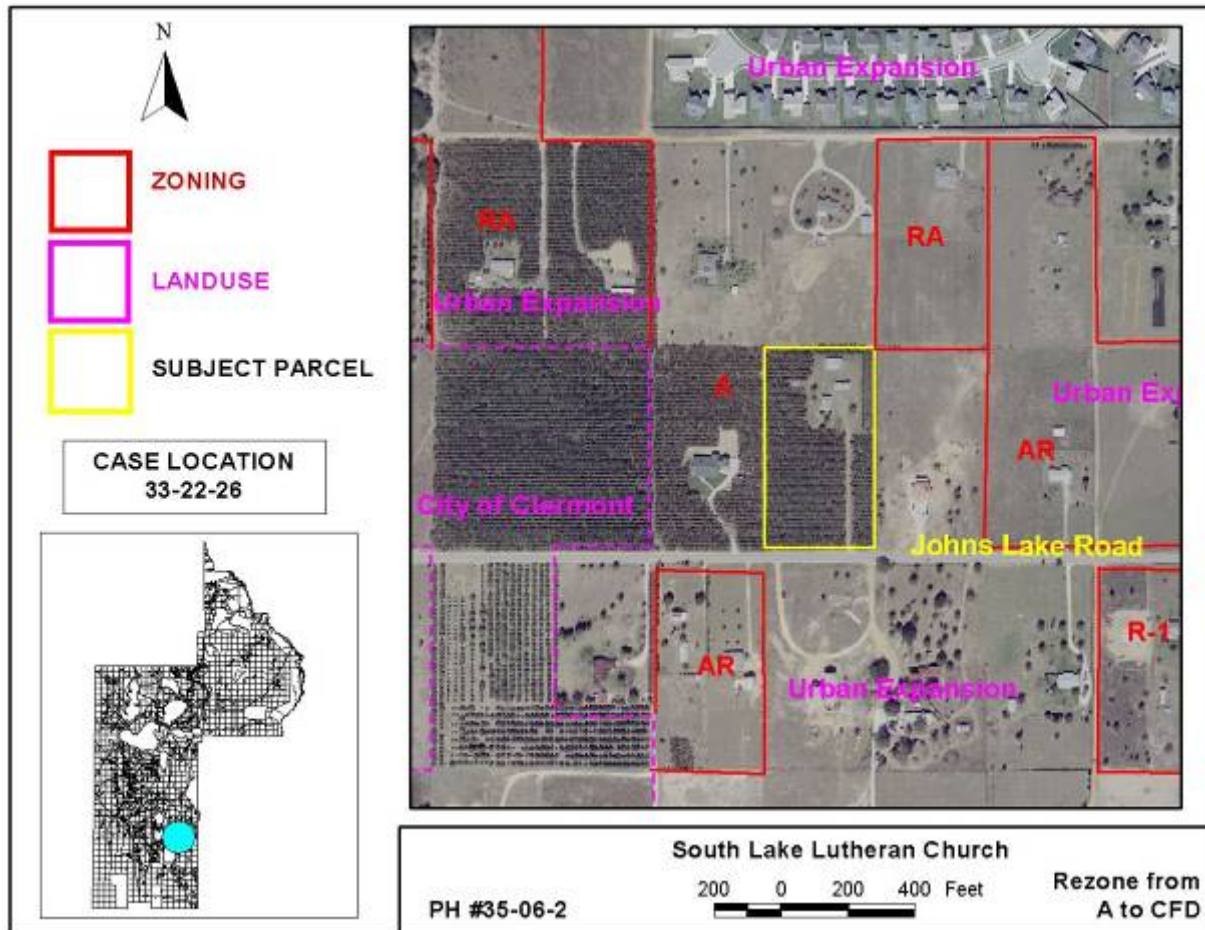 N
ZONING
LANDUSE
SUBJECT PARCEL
CASE LOCATION
33-22-26
Urban Expansion
RA
RA
Urban Expansion
A
Urban Exp
AR
City of Clermont
Johns Lake Road
R-1
AR
Urban Expansion
South Lake Lutheran Church
200 0 200 400 Feet
Rezone from
PH #35-06-2
A to CFD